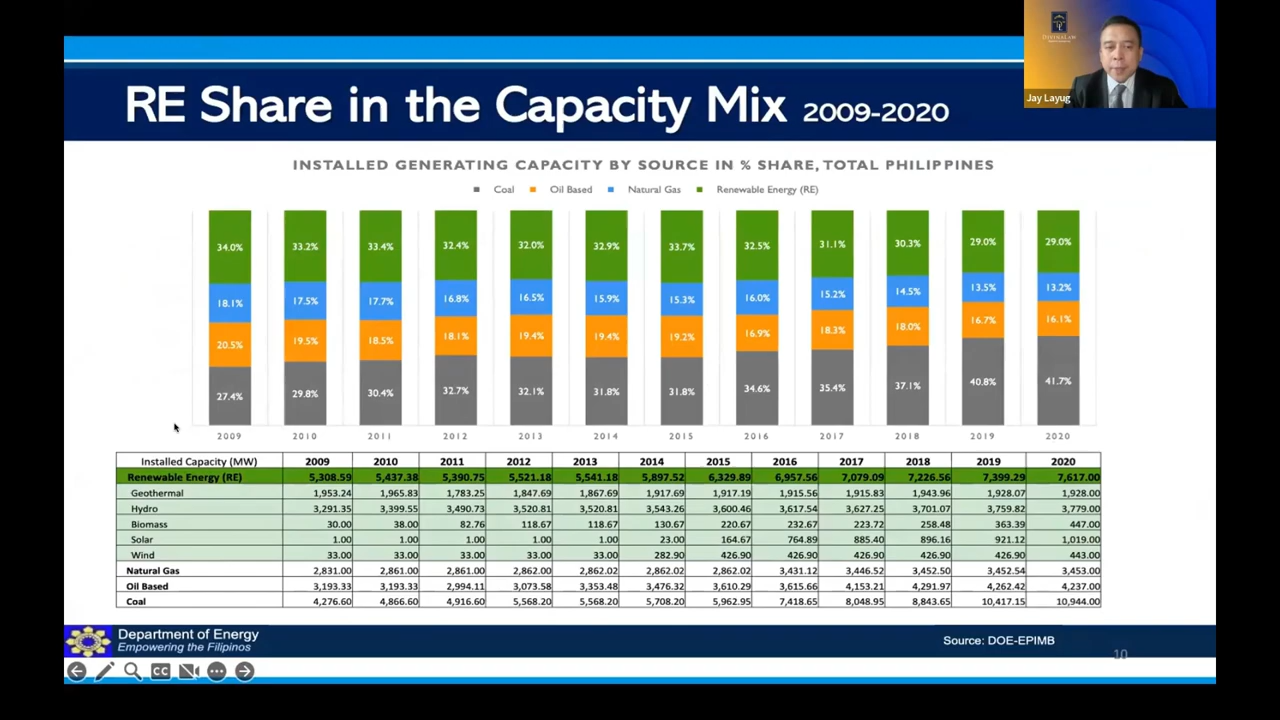 DIVINALAW
Jay Layug
RE Share in the Capacity Mix 2009-2020
INSTALLED GENERATING CAPACITY BY SOURCE IN % SHARE, TOTAL PHILIPPINES
Coal Oil Based Natural Gas Renewable Energy (RE)
34.0% 33.2% 33.4% 32.4% 32.0% 32.9% 33.7% 32.5% 31.1% 30.3% 29.0% 29.0%
18.1% 17.5% 17.7% 16.8% 16.5% 15.9% 15.3% 16.0% 15.2% 14.5% 13.5% 13.2%
20.5% 19.5% 18.5% 18.1% 19.4% 19.4% 19.2% 16.9% 18.3% 18.0% 16.7% 16.1%
27.4% 29.8% 30.4% 32.7% 32.1% 31.8% 31.8% 34.6% 35.4% 37.1% 40.8% 41.7%
2009 2010 2011 2012 2013 2014 2015 2016 2017 2018 2019 2020
Installed Capacity (MW) 2009 2010 2011 2012 2013 2014 2015 2016 2017 2018 2019 2020
Renewable Energy (RE) 5,308.59 5,437.38 5,390.75 5,521.18 5,541.18 5,897.52 6,329.89 6,957.56 7,079.09 7,226.56 7,399.29 7,617.00
Geothermal 1,953.24 1,965.83 1,783.25 1,847.69 1,867.69 1,917.69 1,917.19 1,915.56 1,915.83 1,943.96 1,928.07 1,928.00
Hydro 3,291.35 3,399.55 3,490.73 3,520.81 3,520.81 3,543.26 3,600.46 3,617.54 3,627.25 3,701.07 3,759.82 3,779.00
Biomass 30.00 38.00 82.76 118.67 118.67 130.67 220.67 232.67 223.72 258.48 363.39 447.00
Solar 1.00 1.00 1.00 1.00 1.00 23.00 164.67 764.89 885.40 896.16 921.12 1,019.00
Wind 33.00 33.00 33.00 33.00 33.00 282.90 426.90 426.90 426.90 426.90 426.90 443.00
Natural Gas 2,831.00 2,861.00 2,861.00 2,862.00 2,862.02 2,862.02 2,862.02 3,431.12 3,446.52 3,452.50 3,452.54 3,453.00
Oil Based 3,193.33 3,193.33 2,994.11 3,073.58 3,353.48 3,476.32 3,610.29 3,615.66 4,153.21 4,291.97 4,262.42 4,237.00
Coal 4,276.60 4,866.60 4,916.60 5,568.20 5,568.20 5,708.20 5,962.95 7,418.65 8,048.95 8,843.65 10,417.15 10,944.00
Department of Energy
Empowering the Filipinos
Source: DOE-EPIMB
10
CC